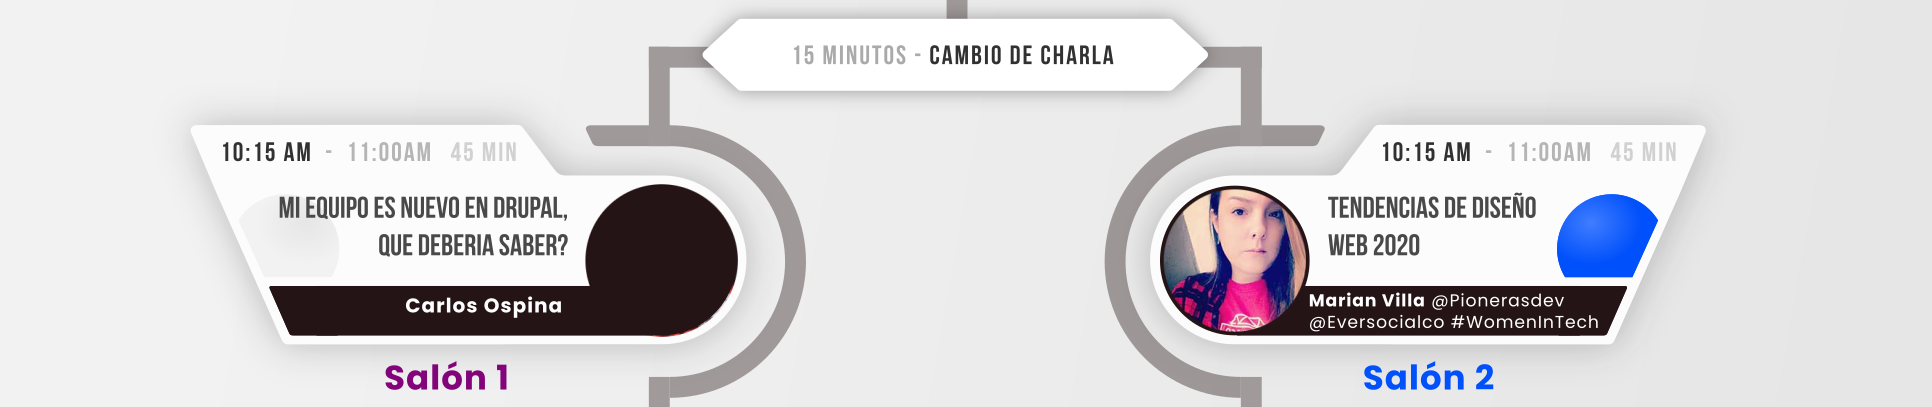 15 MINUTOS - CAMBIO DE CHARLA
10:15 AM - 11:00AM 45 MIN
MI EQUIPO ES NUEVO EN DRUPAL,
QUE DEBERIA SABER?
Carlos Ospina
Salón 1
10:15 AM - 11:00AM 45 MIN
TENDENCIAS DE DISEÑO
WEB 2020
Marian Villa @Pionerasdev
@Eversocialco #WomenInTech
Salón 2